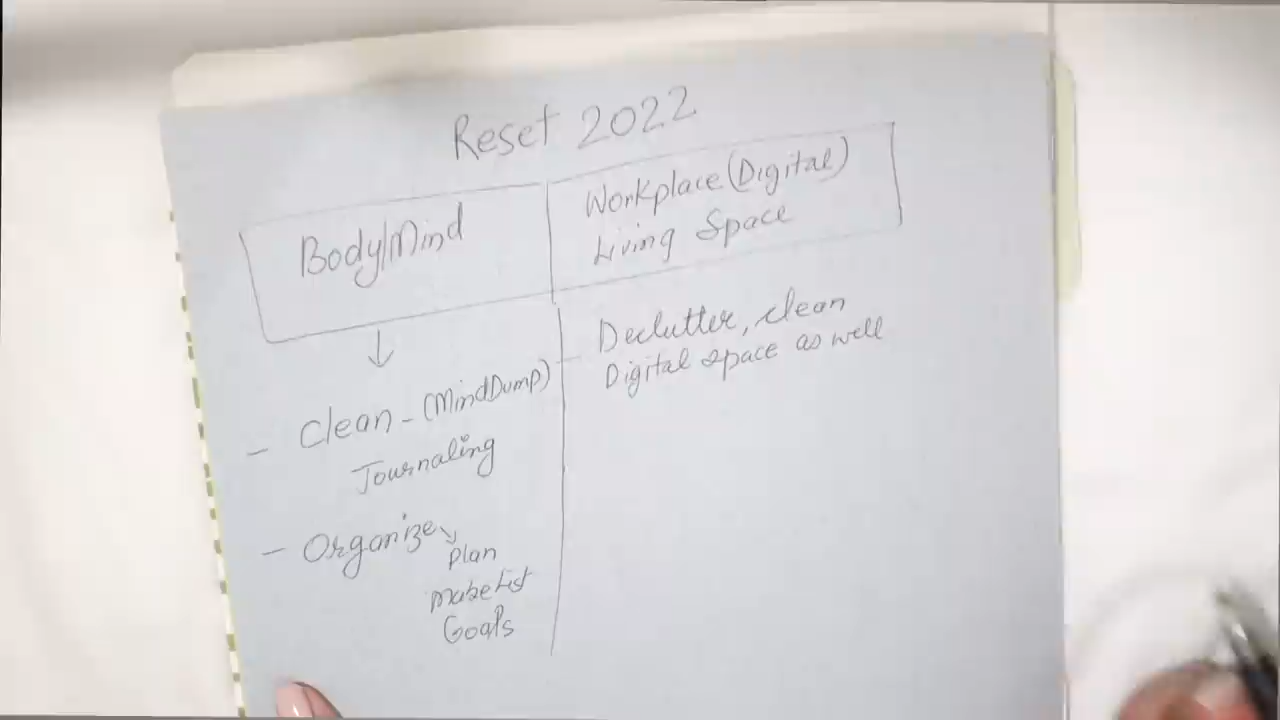 Reset 2022
Body/Mind
Workplace (Digital)
Living Space
- Clean - (MindDump)
Journaling
- Organize
Plan
Make List
Goals
- Declutter, clean
Digital space as well